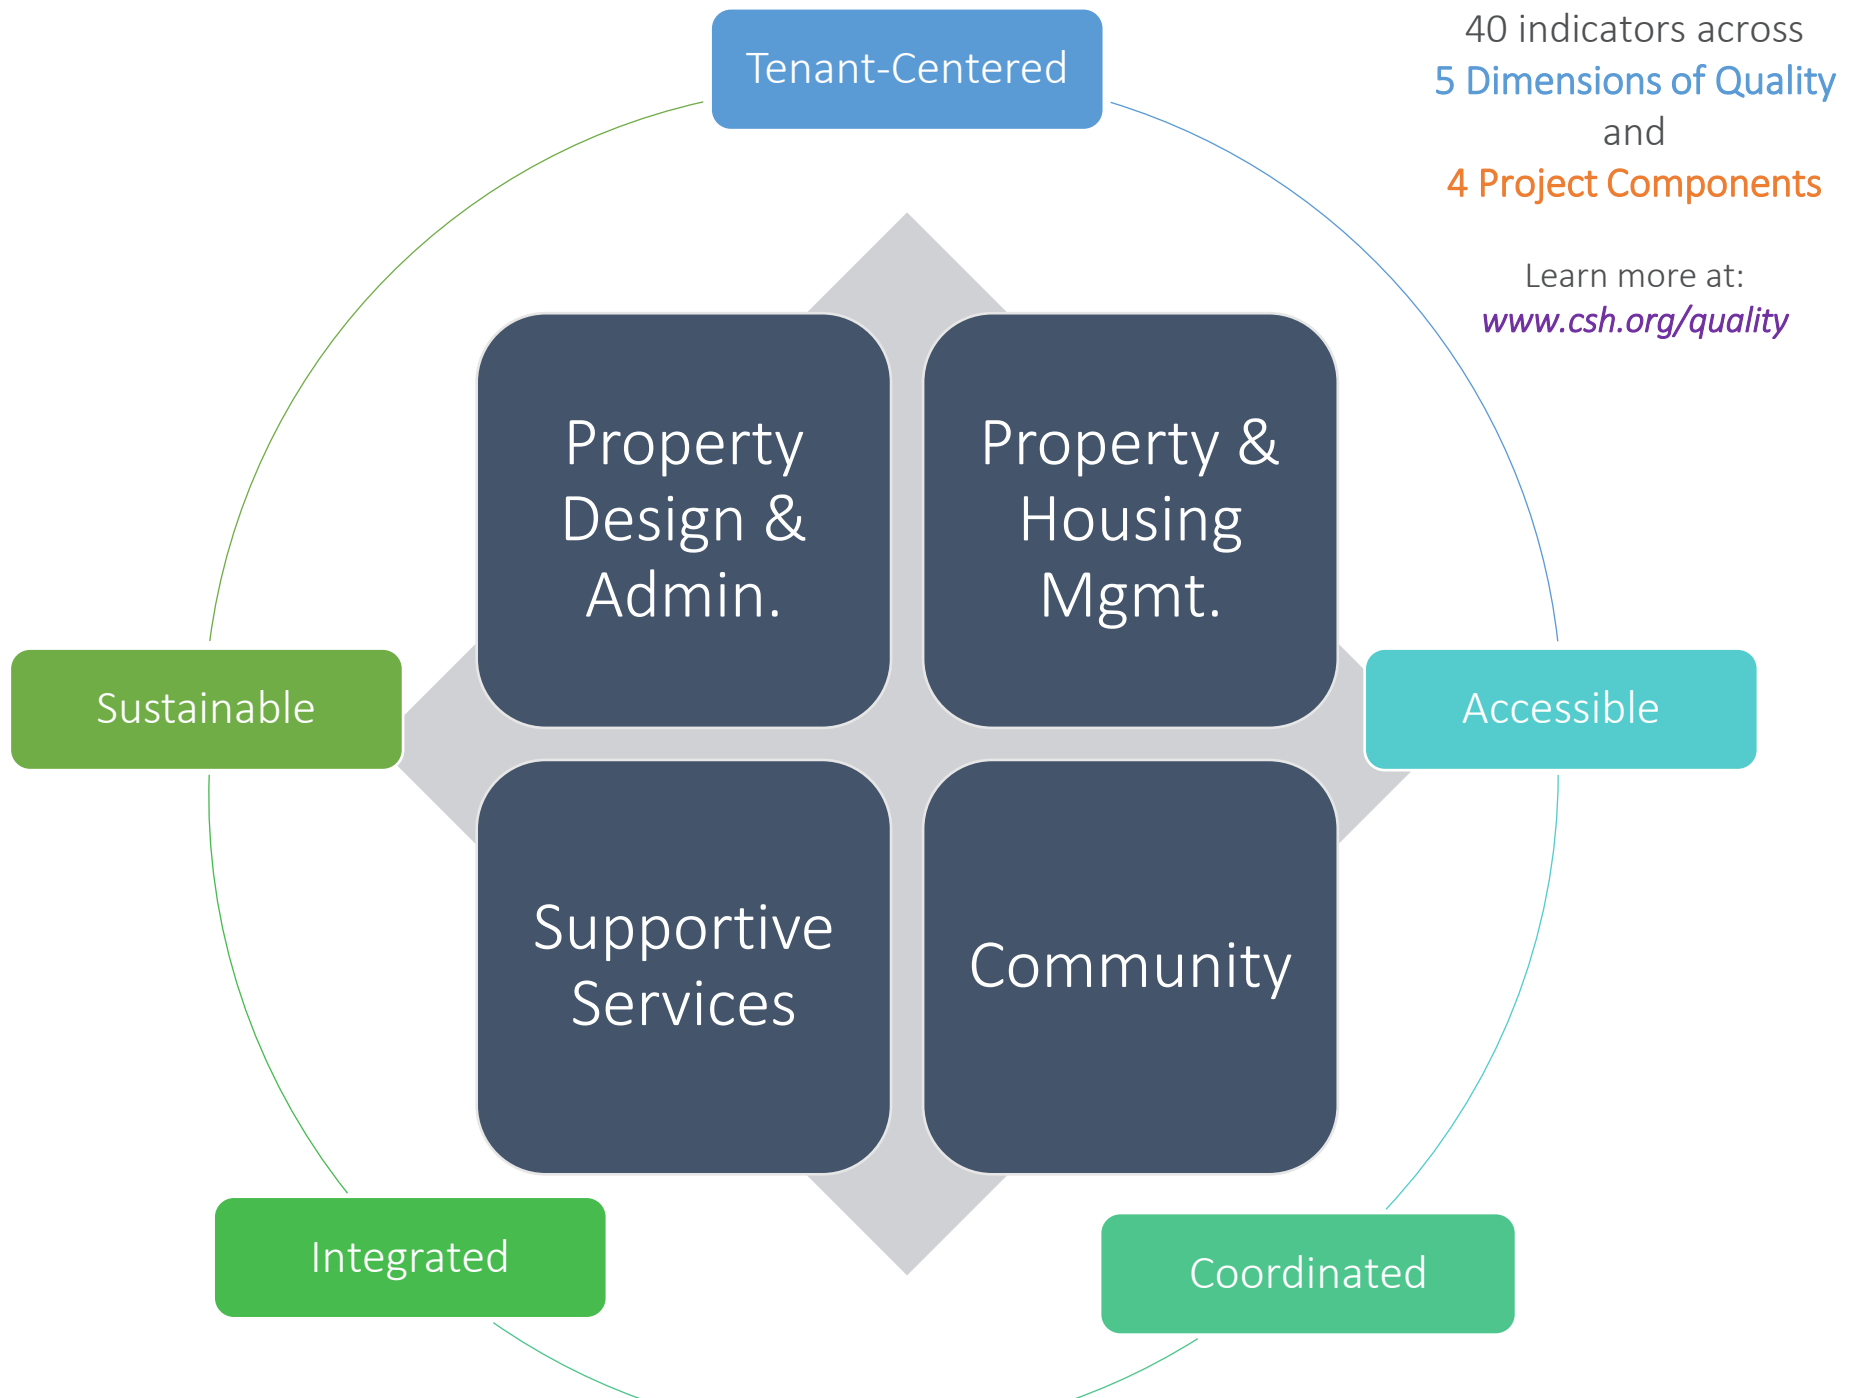 Tenant-Centered
40 indicators across
5 Dimensions of Quality
and
4 Project Components
Learn more at:
www.csh.org/quality
Property
Design &
Admin.
Property &
Housing
Mgmt.
Sustainable
Accessible
Supportive
Services
Community
Integrated
Coordinated